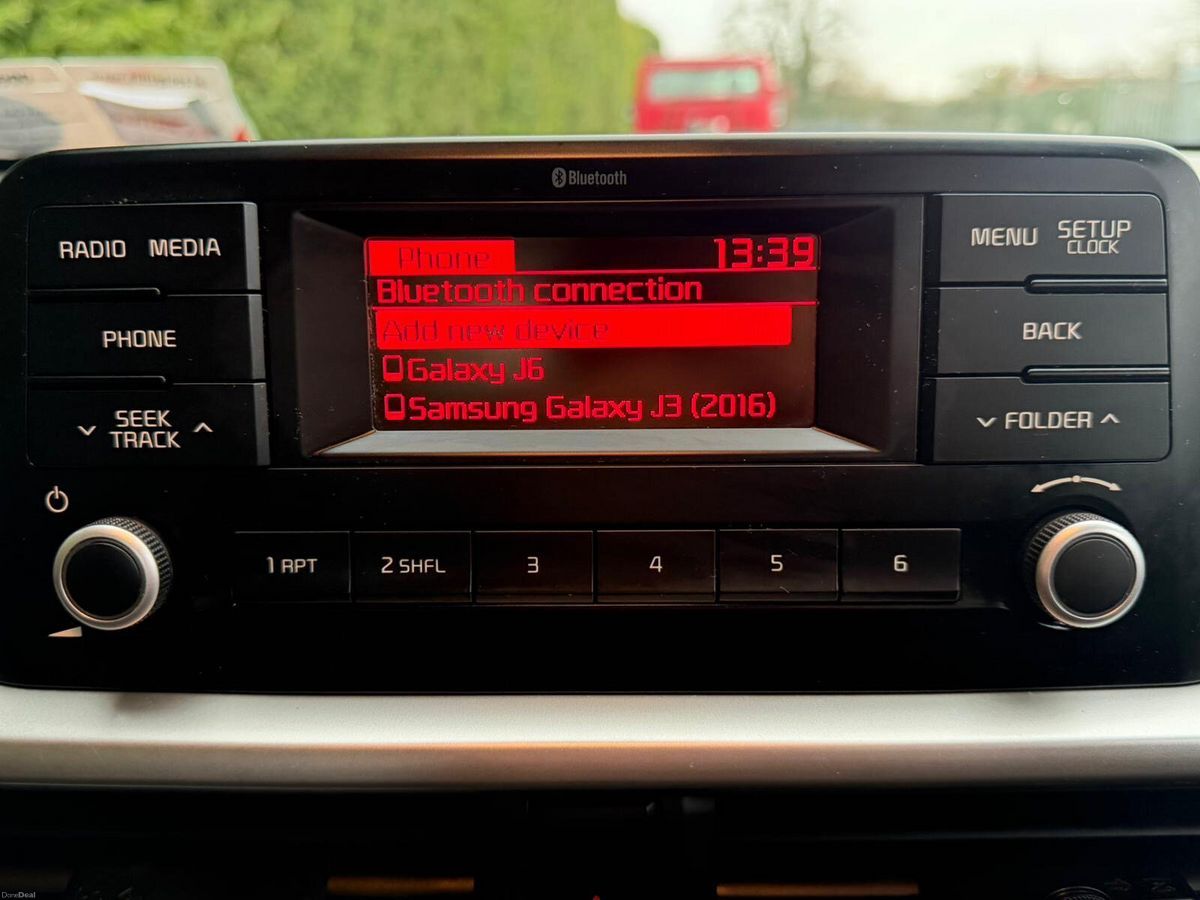 Bluetooth
RADIO MEDIA
PHONE
SEEK
TRACK
Phone 13:39
Bluetooth connection
Add new device
Galaxy J6
Samsung Galaxy J3 (2016)
MENU SETUP
CLOCK
BACK
FOLDER
1 RPT 2 SHFL 3 4 5 6
DoneDeal